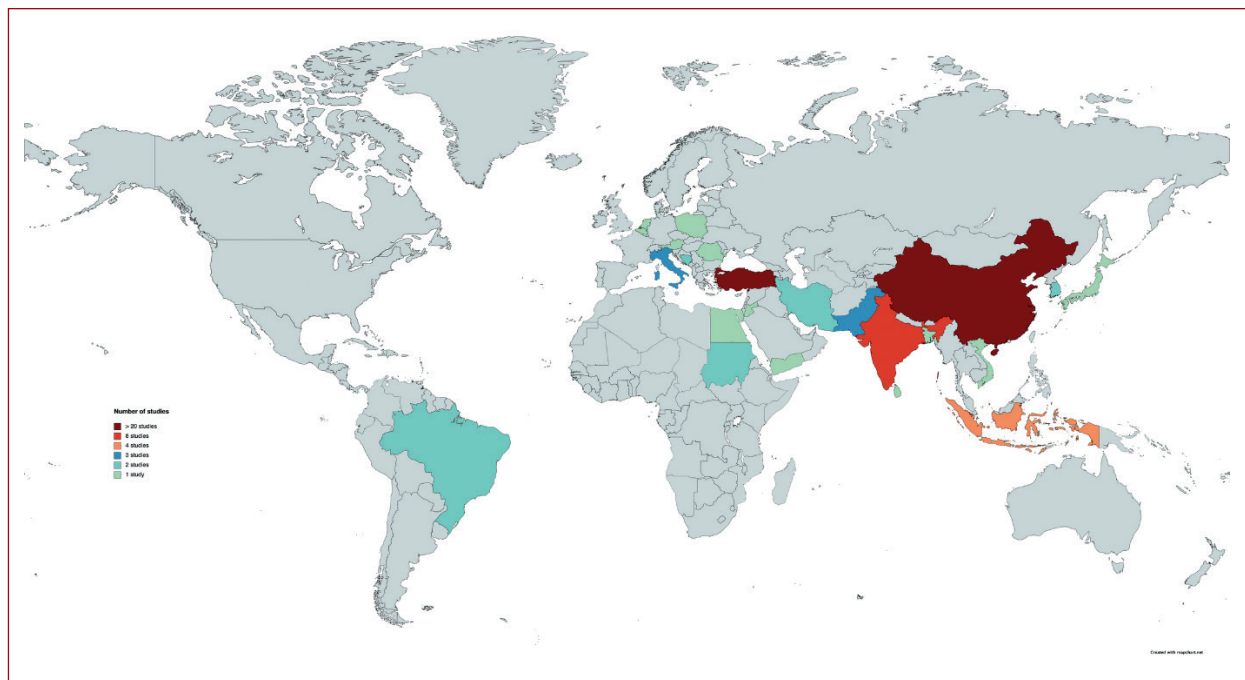 Number of studies
> 20 studies
6 studies
4 studies
3 studies
2 studies
1 study
Created with mapchart.net